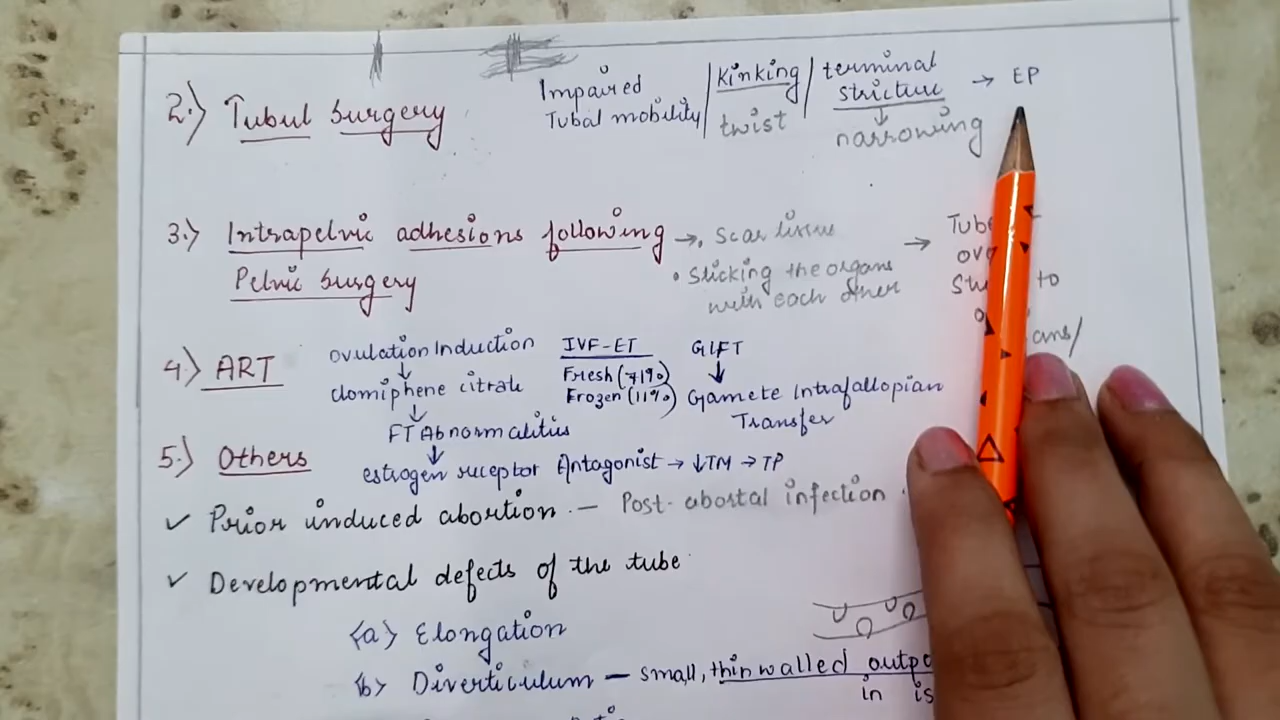 2.) Tubul Surgery
Impaired Tubal mobility / Kinking twist / terminal stricture → EP
↓
narrowing
3.) Intrapelvic adhesions following → • Scar tissue →
Pelvic Surgery • Sticking the organs with each other
to
4.) ART
Ovulation Induction
↓
clomiphene citrate
↓
FT Abnormalities
↓
estrogen receptor Antagonist → ↓TM → TP
IVF-ET
Fresh (71%)
Frozen (11%)
GIFT
↓
Gamete Intrafallopian
Transfer
5.) Others
✓ Prior induced abortion. — Post-abortal infection
✓ Developmental defects of the tube
(a) Elongation
(b) Diverticulum — small, thin walled
in